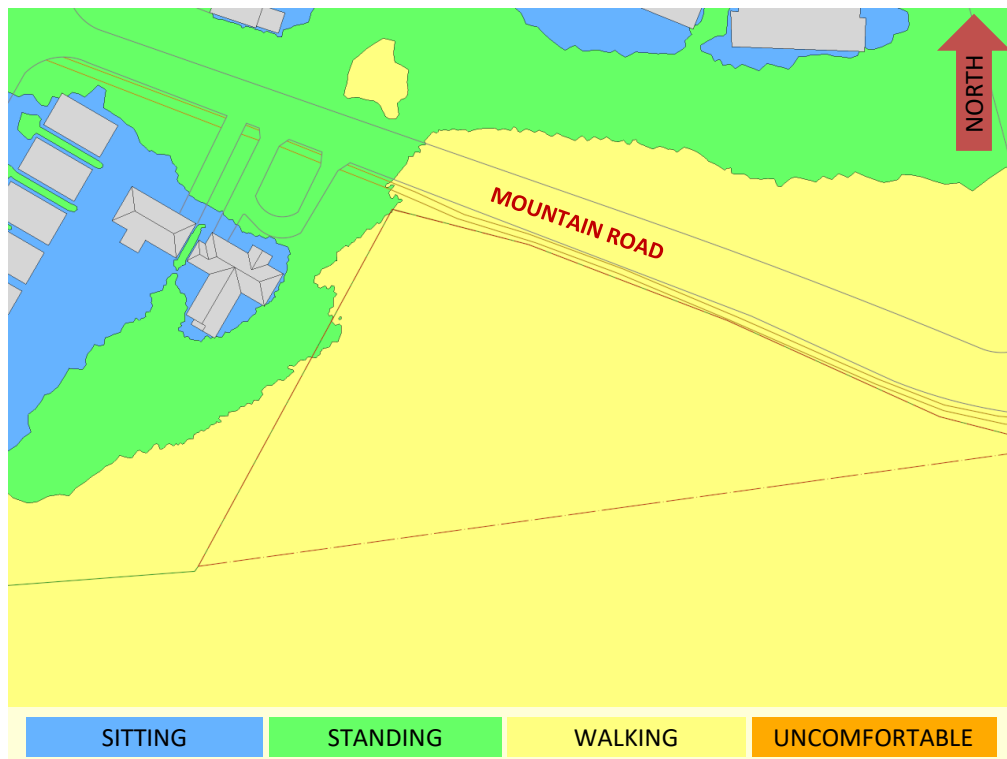 NORTH
MOUNTAIN ROAD
SITTING
STANDING
WALKING
UNCOMFORTABLE